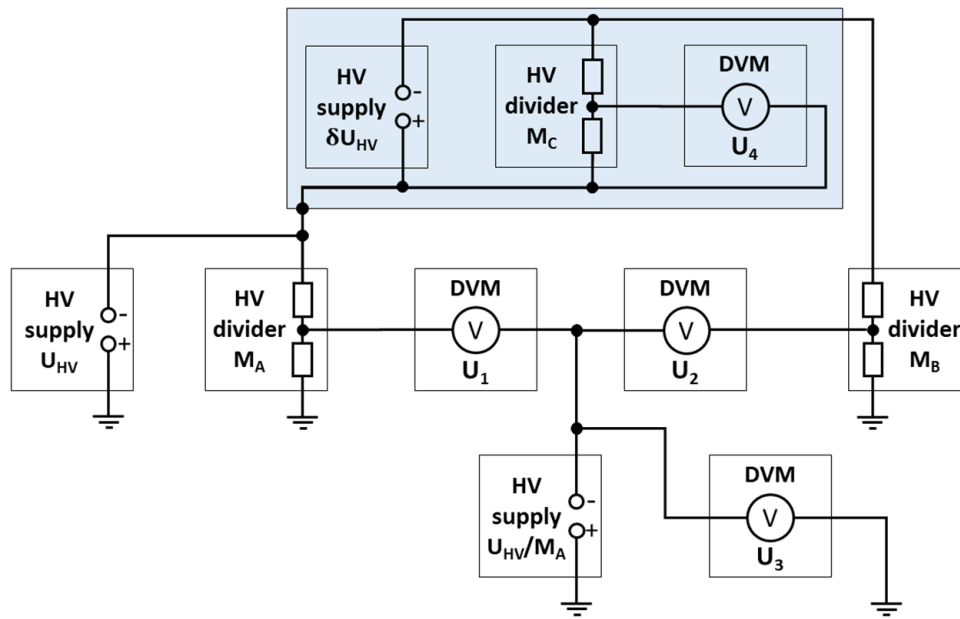 HV
supply
δU_HV
-
+
HV
divider
M_C
DVM
V
U_4
HV
supply
U_HV
-
+
HV
divider
M_A
DVM
V
U_1
DVM
V
U_2
HV
divider
M_B
HV
supply
U_HV/M_A
-
+
DVM
V
U_3